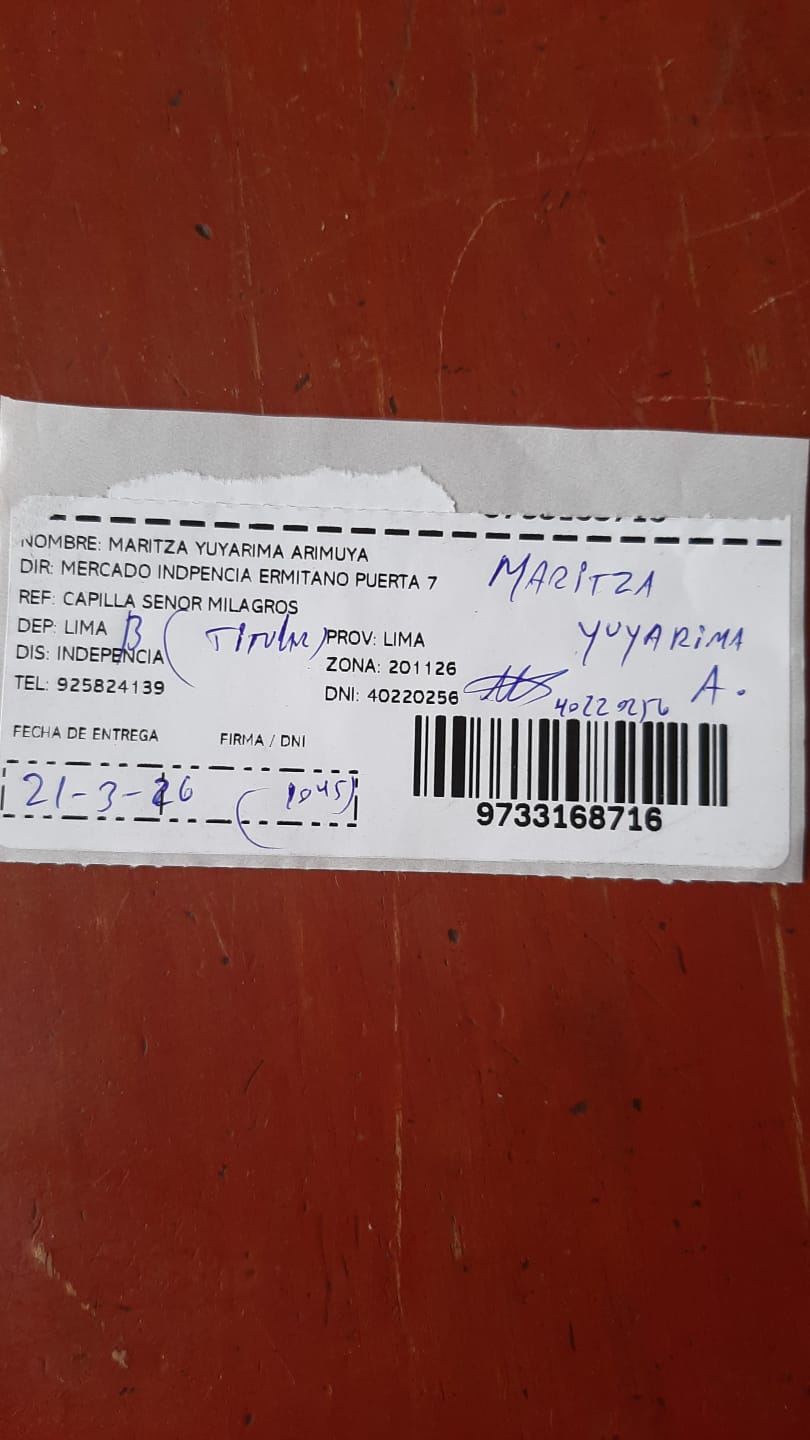 NOMBRE: MARITZA YUYARIMA ARIMUYA
DIR: MERCADO INDPENCIA ERMITANO PUERTA 7
REF: CAPILLA SENOR MILAGROS
DEP: LIMA B (TITULAR) PROV: LIMA
DIS: INDEPENCIA ZONA: 201126
TEL: 925824139 DNI: 40220256
MARITZA
YUYARIMA
A.
40220256
FECHA DE ENTREGA FIRMA / DNI
21-3-26 (1045)
9733168716